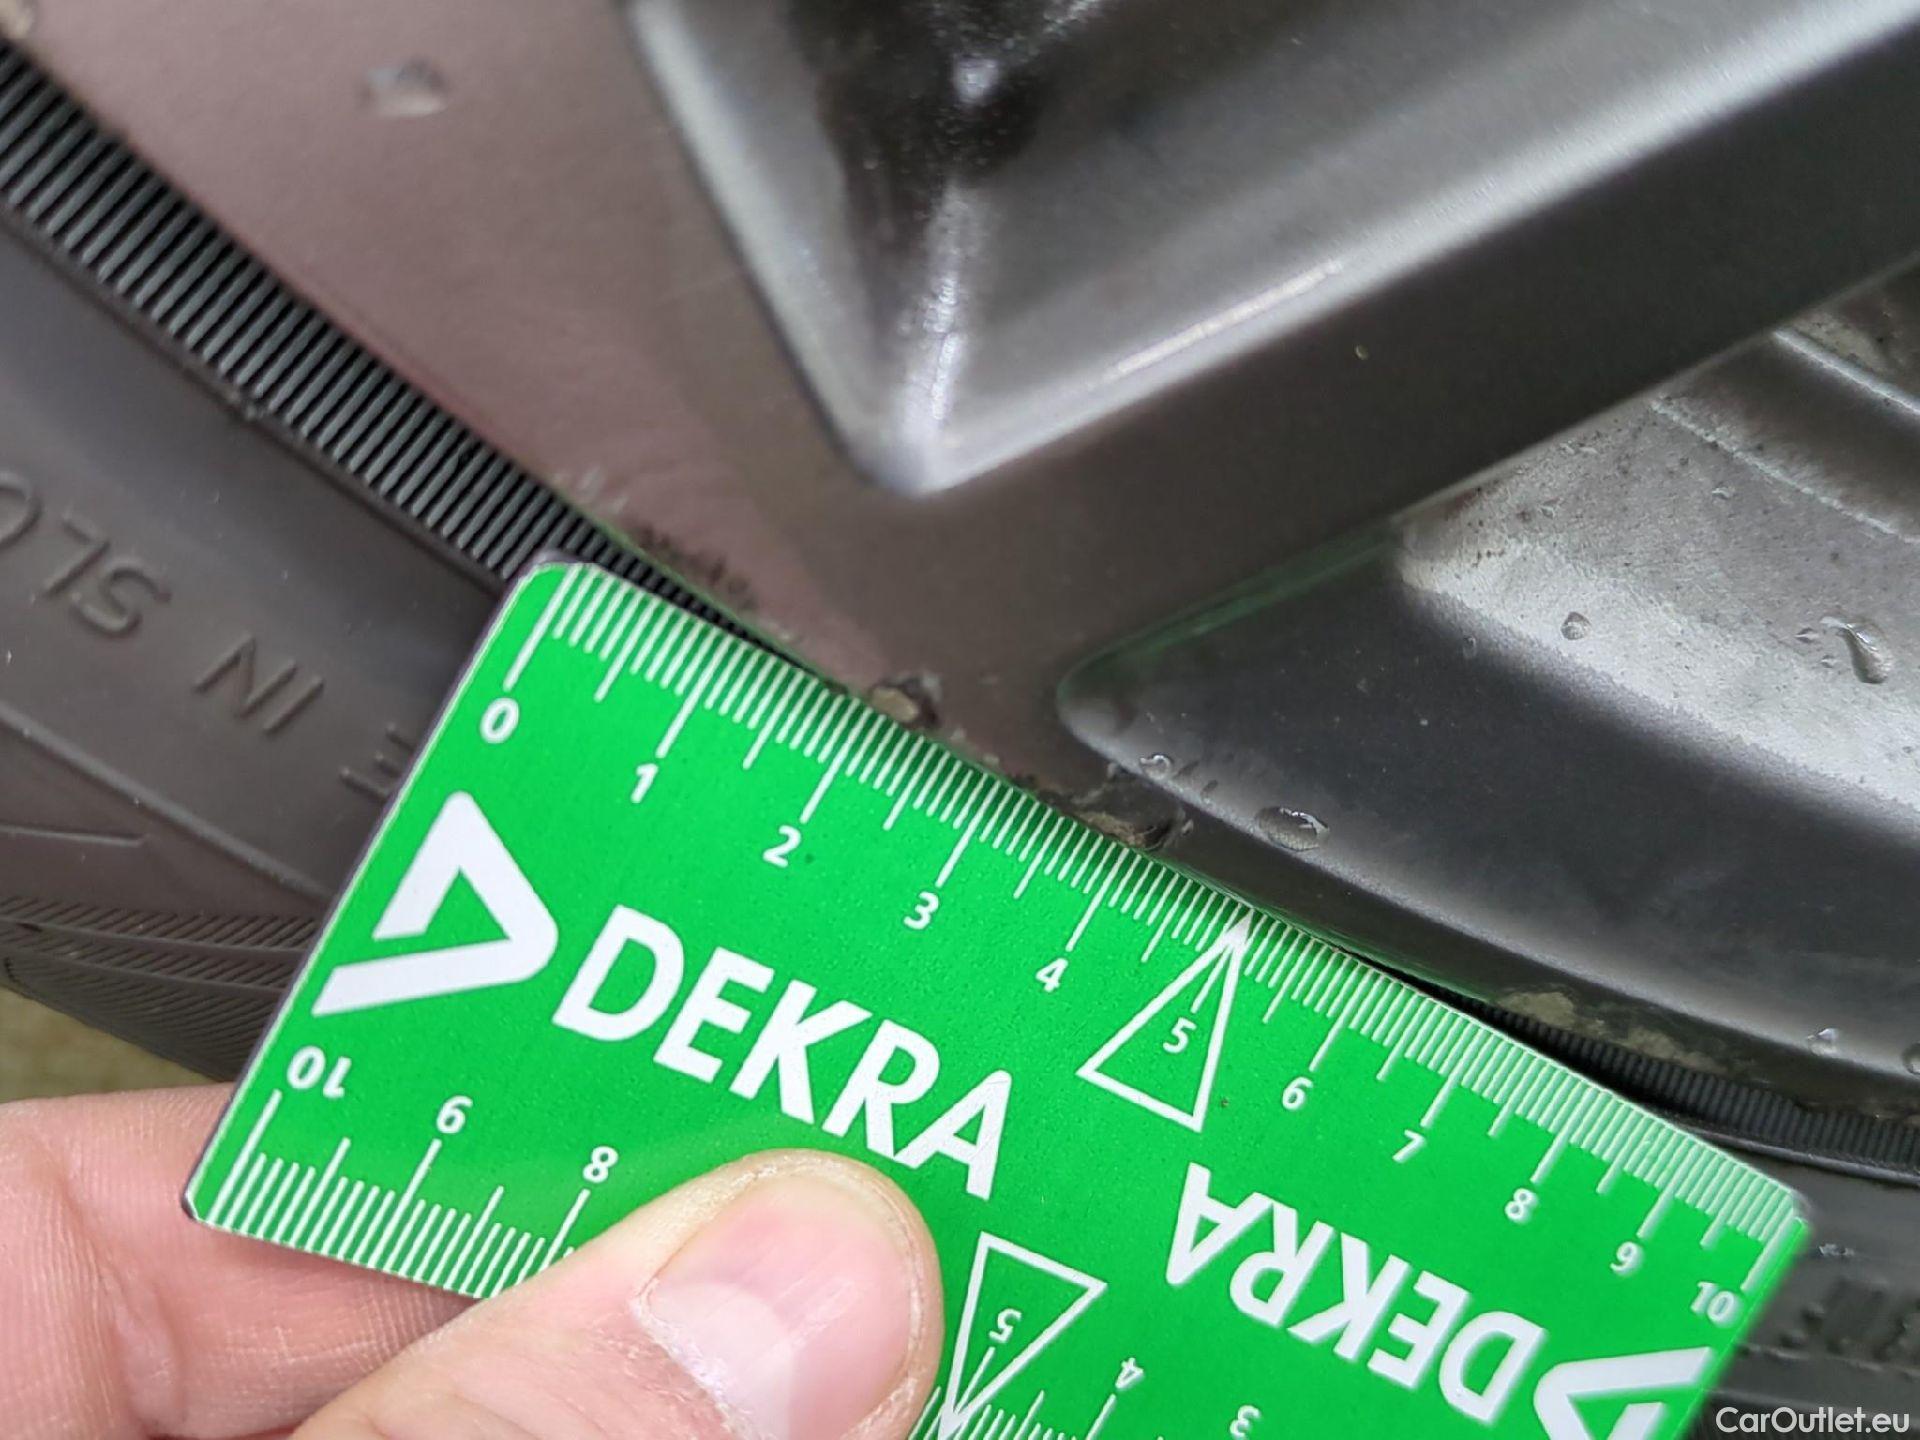 IN SLO
0 1 2 3 4 5 6 7 8 9 10
DEKRA
DEKRA
10 9 8 5 4 3
CarOutlet.eu